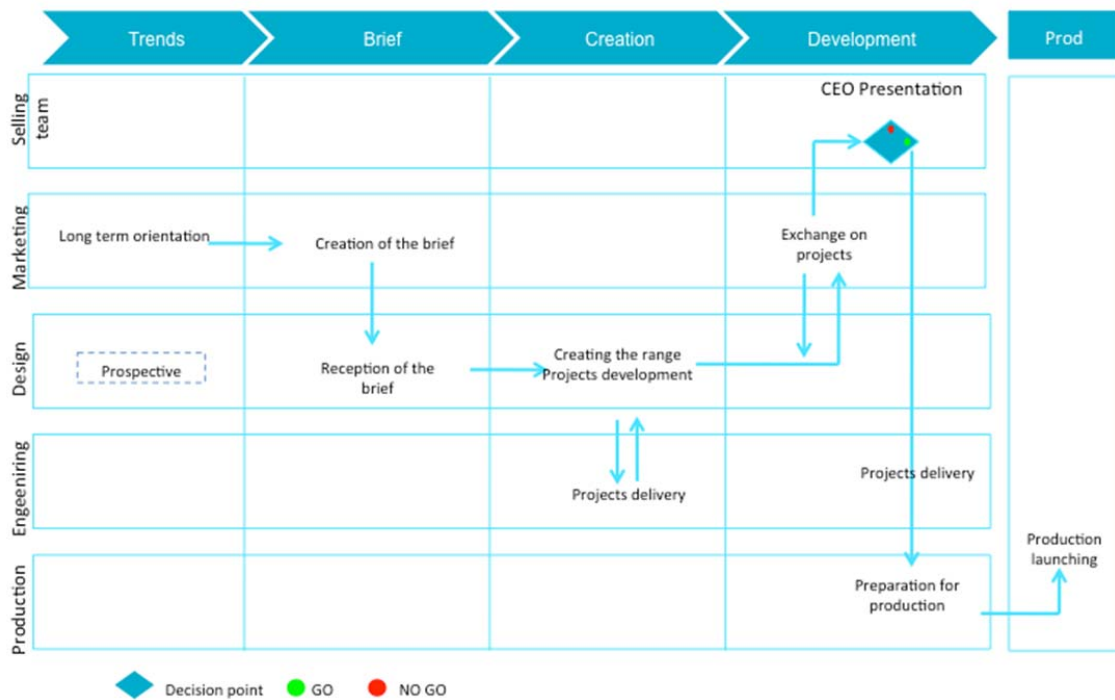 Trends
Brief
Creation
Development
Prod
Selling
team
CEO Presentation
Marketing
Long term orientation
Creation of the brief
Exchange on
projects
Design
Prospective
Reception of the
brief
Creating the range
Projects development
Engeeniring
Projects delivery
Projects delivery
Production
Preparation for
production
Production
launching
Decision point
GO
NO GO